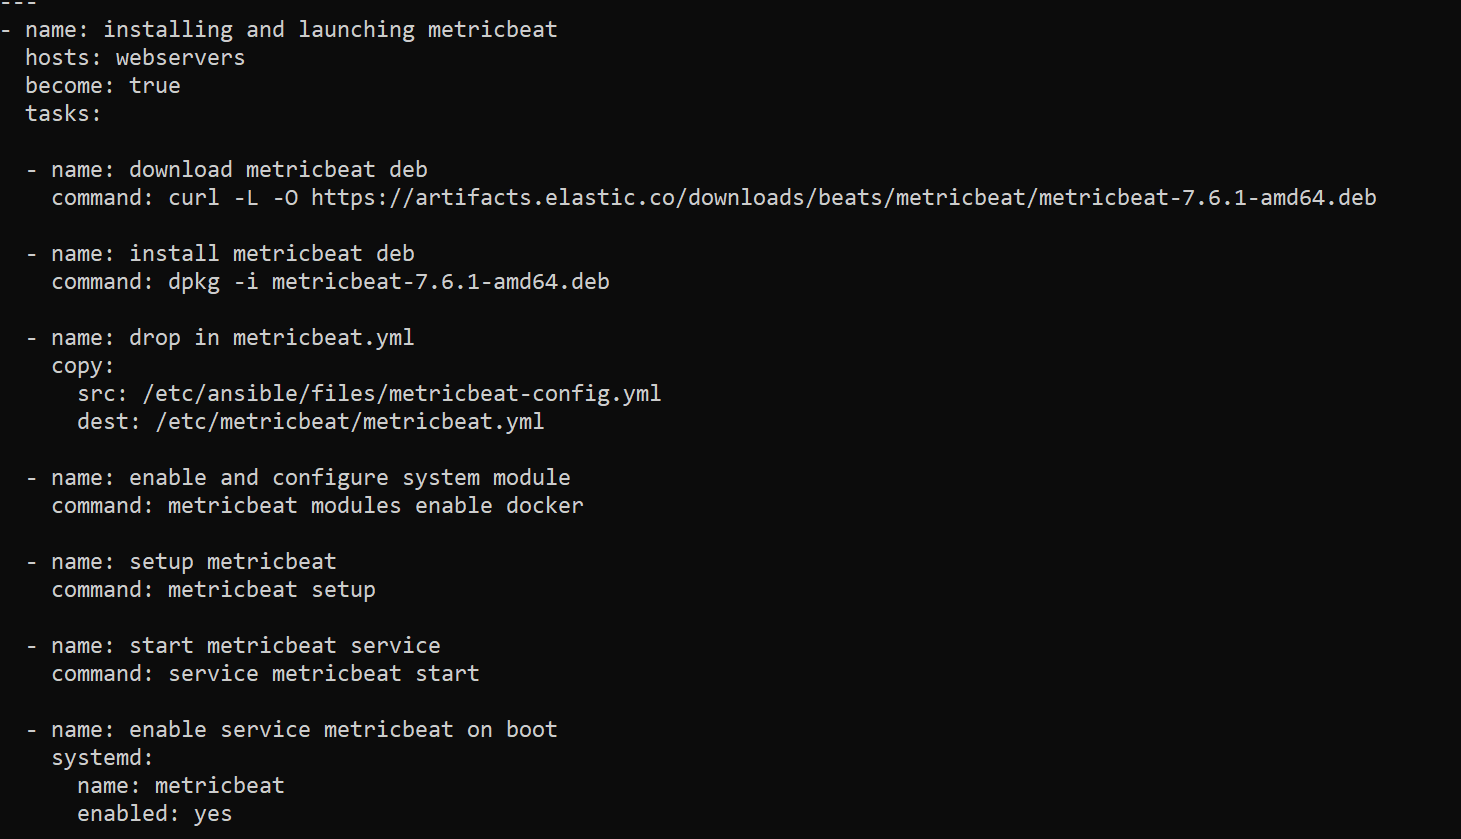 ---
- name: installing and launching metricbeat
  hosts: webservers
  become: true
  tasks:

  - name: download metricbeat deb
    command: curl -L -O https://artifacts.elastic.co/downloads/beats/metricbeat/metricbeat-7.6.1-amd64.deb

  - name: install metricbeat deb
    command: dpkg -i metricbeat-7.6.1-amd64.deb

  - name: drop in metricbeat.yml
    copy:
      src: /etc/ansible/files/metricbeat-config.yml
      dest: /etc/metricbeat/metricbeat.yml

  - name: enable and configure system module
    command: metricbeat modules enable docker

  - name: setup metricbeat
    command: metricbeat setup

  - name: start metricbeat service
    command: service metricbeat start

  - name: enable service metricbeat on boot
    systemd:
      name: metricbeat
      enabled: yes